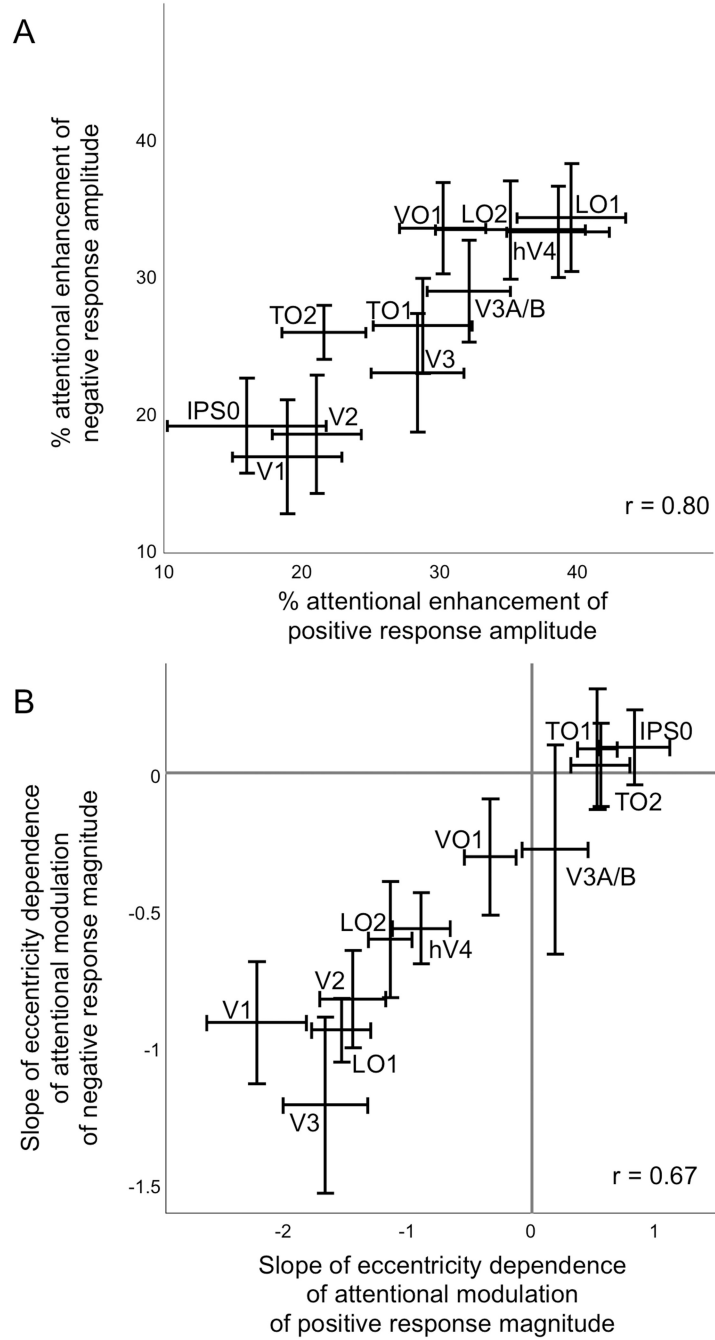 A
% attentional enhancement of
negative response amplitude
40
30
20
10
VO1
LO2
LO1
hV4
TO2
TO1
V3A/B
V3
IPS0
V2
V1
r = 0.80
10
20
30
40
% attentional enhancement of
positive response amplitude
B
Slope of eccentricity dependence
of attentional modulation
of negative response magnitude
0
-0.5
-1
-1.5
TO1
IPS0
TO2
VO1
V3A/B
LO2
hV4
V2
V1
LO1
V3
r = 0.67
-2
-1
0
1
Slope of eccentricity dependence
of attentional modulation
of positive response magnitude